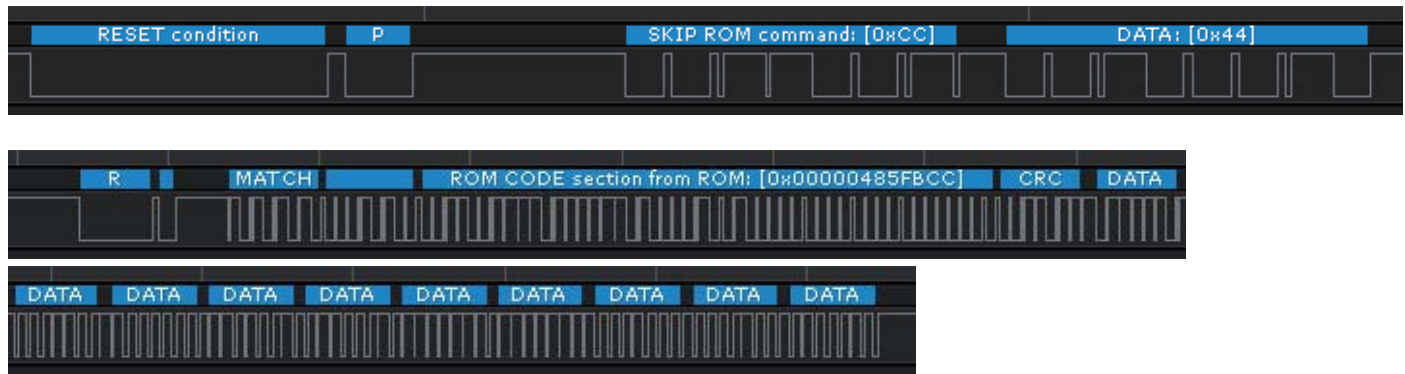 RESET condition P SKIP ROM command: [0xCC] DATA: [0x44]
R MATCH ROM CODE section from ROM: [0x00000485FBCC] CRC DATA
DATA DATA DATA DATA DATA DATA DATA DATA DATA